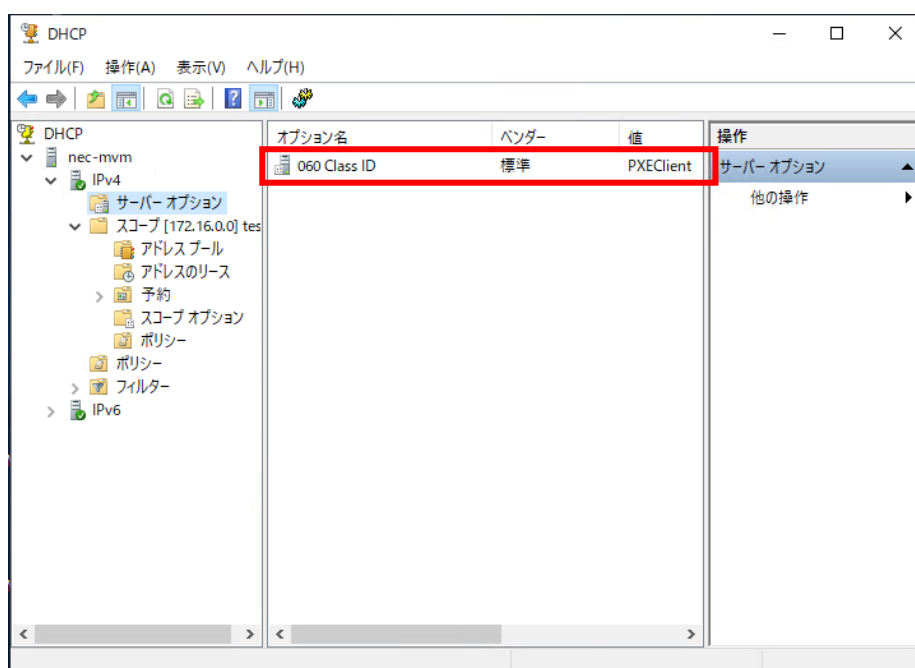 DHCP
ファイル(F) 操作(A) 表示(V) ヘルプ(H)
DHCP
nec-mvm
IPv4
サーバー オプション
スコープ [172.16.0.0] tes
アドレス プール
アドレスのリース
予約
スコープ オプション
ポリシー
ポリシー
フィルター
IPv6
オプション名 ベンダー 値
060 Class ID 標準 PXEClient
操作
サーバー オプション
他の操作